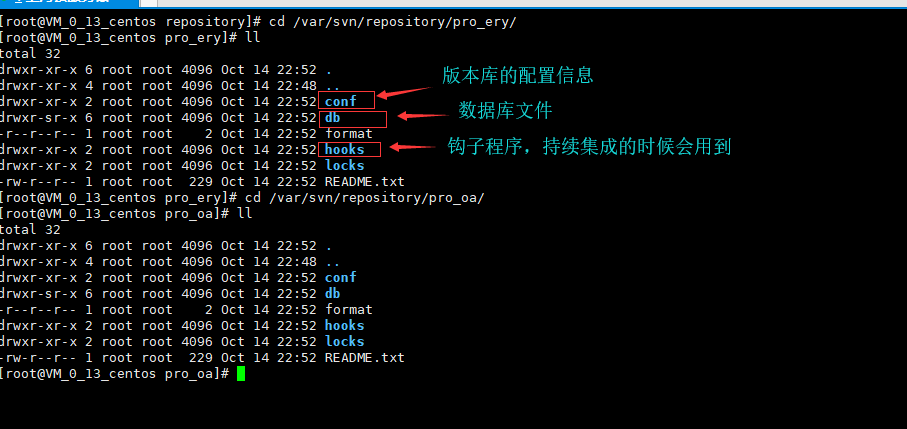 [root@VM_0_13_centos repository]# cd /var/svn/repository/pro_ery/
[root@VM_0_13_centos pro_ery]# ll
total 32
drwxr-xr-x 6 root root 4096 Oct 14 22:52 .
drwxr-xr-x 4 root root 4096 Oct 14 22:48 ..
drwxr-xr-x 2 root root 4096 Oct 14 22:52 conf 版本库的配置信息
drwxr-sr-x 6 root root 4096 Oct 14 22:52 db 数据库文件
-r--r--r-- 1 root root 2 Oct 14 22:52 format
drwxr-xr-x 2 root root 4096 Oct 14 22:52 hooks 钩子程序，持续集成的时候会用到
drwxr-xr-x 2 root root 4096 Oct 14 22:52 locks
-rw-r--r-- 1 root root 229 Oct 14 22:52 README.txt
[root@VM_0_13_centos pro_ery]# cd /var/svn/repository/pro_oa/
[root@VM_0_13_centos pro_oa]# ll
total 32
drwxr-xr-x 6 root root 4096 Oct 14 22:52 .
drwxr-xr-x 4 root root 4096 Oct 14 22:48 ..
drwxr-xr-x 2 root root 4096 Oct 14 22:52 conf
drwxr-sr-x 6 root root 4096 Oct 14 22:52 db
-r--r--r-- 1 root root 2 Oct 14 22:52 format
drwxr-xr-x 2 root root 4096 Oct 14 22:52 hooks
drwxr-xr-x 2 root root 4096 Oct 14 22:52 locks
-rw-r--r-- 1 root root 229 Oct 14 22:52 README.txt
[root@VM_0_13_centos pro_oa]#